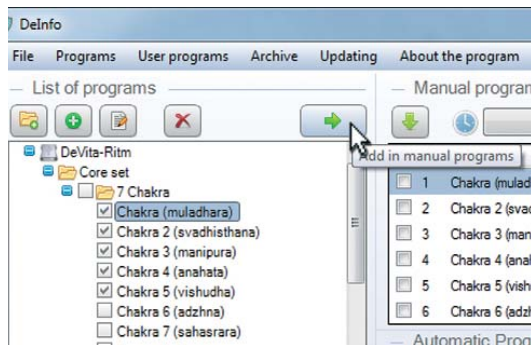 DeInfo
File Programs User programs Archive Updating About the program
List of programs
Manual program
Add in manual programs
DeVita-Ritm
Core set
7 Chakra
Chakra (muladhara)
Chakra 2 (svadhisthana)
Chakra 3 (manipura)
Chakra 4 (anahata)
Chakra 5 (vishudha)
Chakra 6 (adzhna)
Chakra 7 (sahasrara)
1 Chakra (mulad
2 Chakra 2 (svad
3 Chakra 3 (man
4 Chakra 4 (anah
5 Chakra 5 (vish
6 Chakra 6 (adzh
Automatic Prog